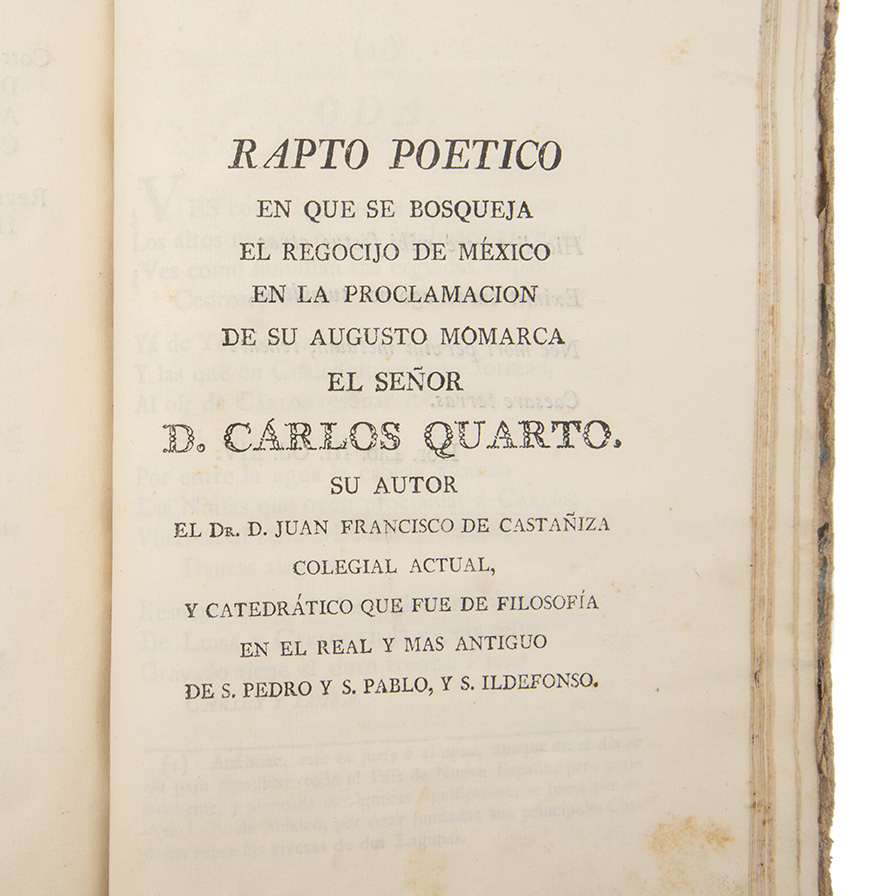 RAPTO POETICO
EN QUE SE BOSQUEJA
EL REGOCIJO DE MÉXICO
EN LA PROCLAMACION
DE SU AUGUSTO MOMARCA
EL SEÑOR
D. CÁRLOS QUARTO.
SU AUTOR
EL DR. D. JUAN FRANCISCO DE CASTAÑIZA
COLEGIAL ACTUAL,
Y CATEDRÁTICO QUE FUE DE FILOSOFÍA
EN EL REAL Y MAS ANTIGUO
DE S. PEDRO Y S. PABLO, Y S. ILDEFONSO.